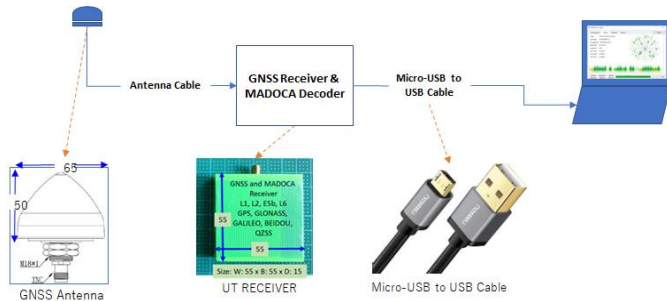 Antenna Cable
GNSS Receiver &
MADOCA Decoder
Micro-USB to
USB Cable
65
50
M18*1
TNC
GNSS Antenna
GNSS and MADOCA
Receiver
L1, L2, E5b, L6
GPS, GLONASS,
GALILEO, BEIDOU,
QZSS
55
55
Size: W: 55 x B: 55 x D: 15
UT RECEIVER
Micro-USB to USB Cable